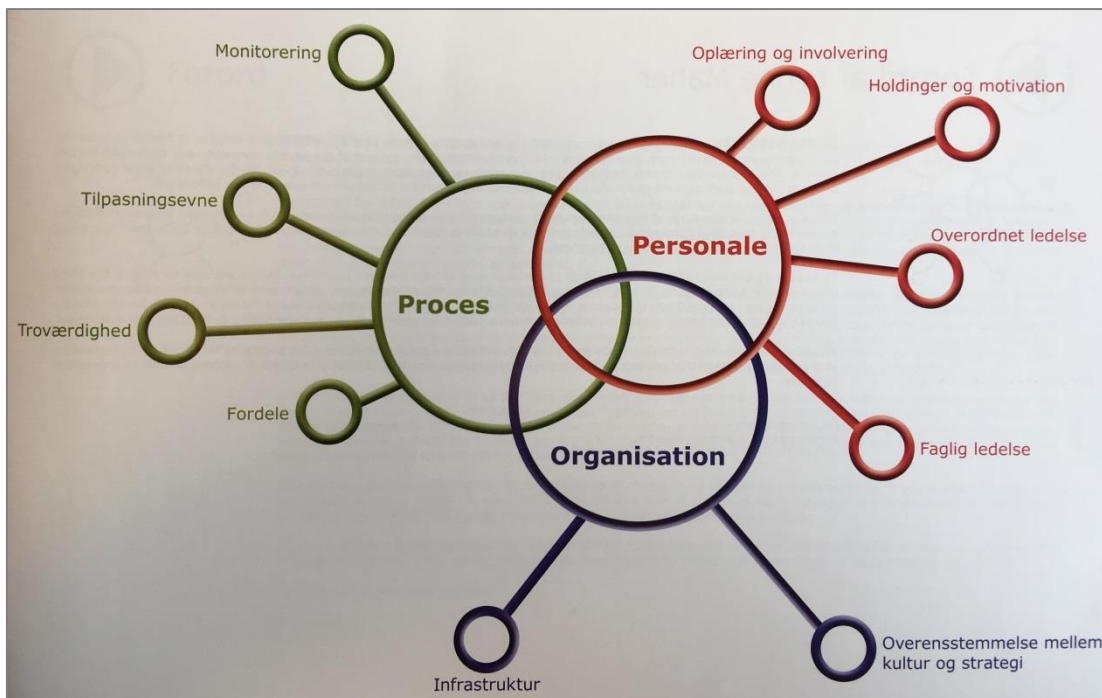 Monitorering
Oplæring og involvering
Holdinger og motivation
Tilpasningsevne
Overordnet ledelse
Personale
Proces
Troværdighed
Fordele
Faglig ledelse
Organisation
Overensstemmelse mellem
kultur og strategi
Infrastruktur